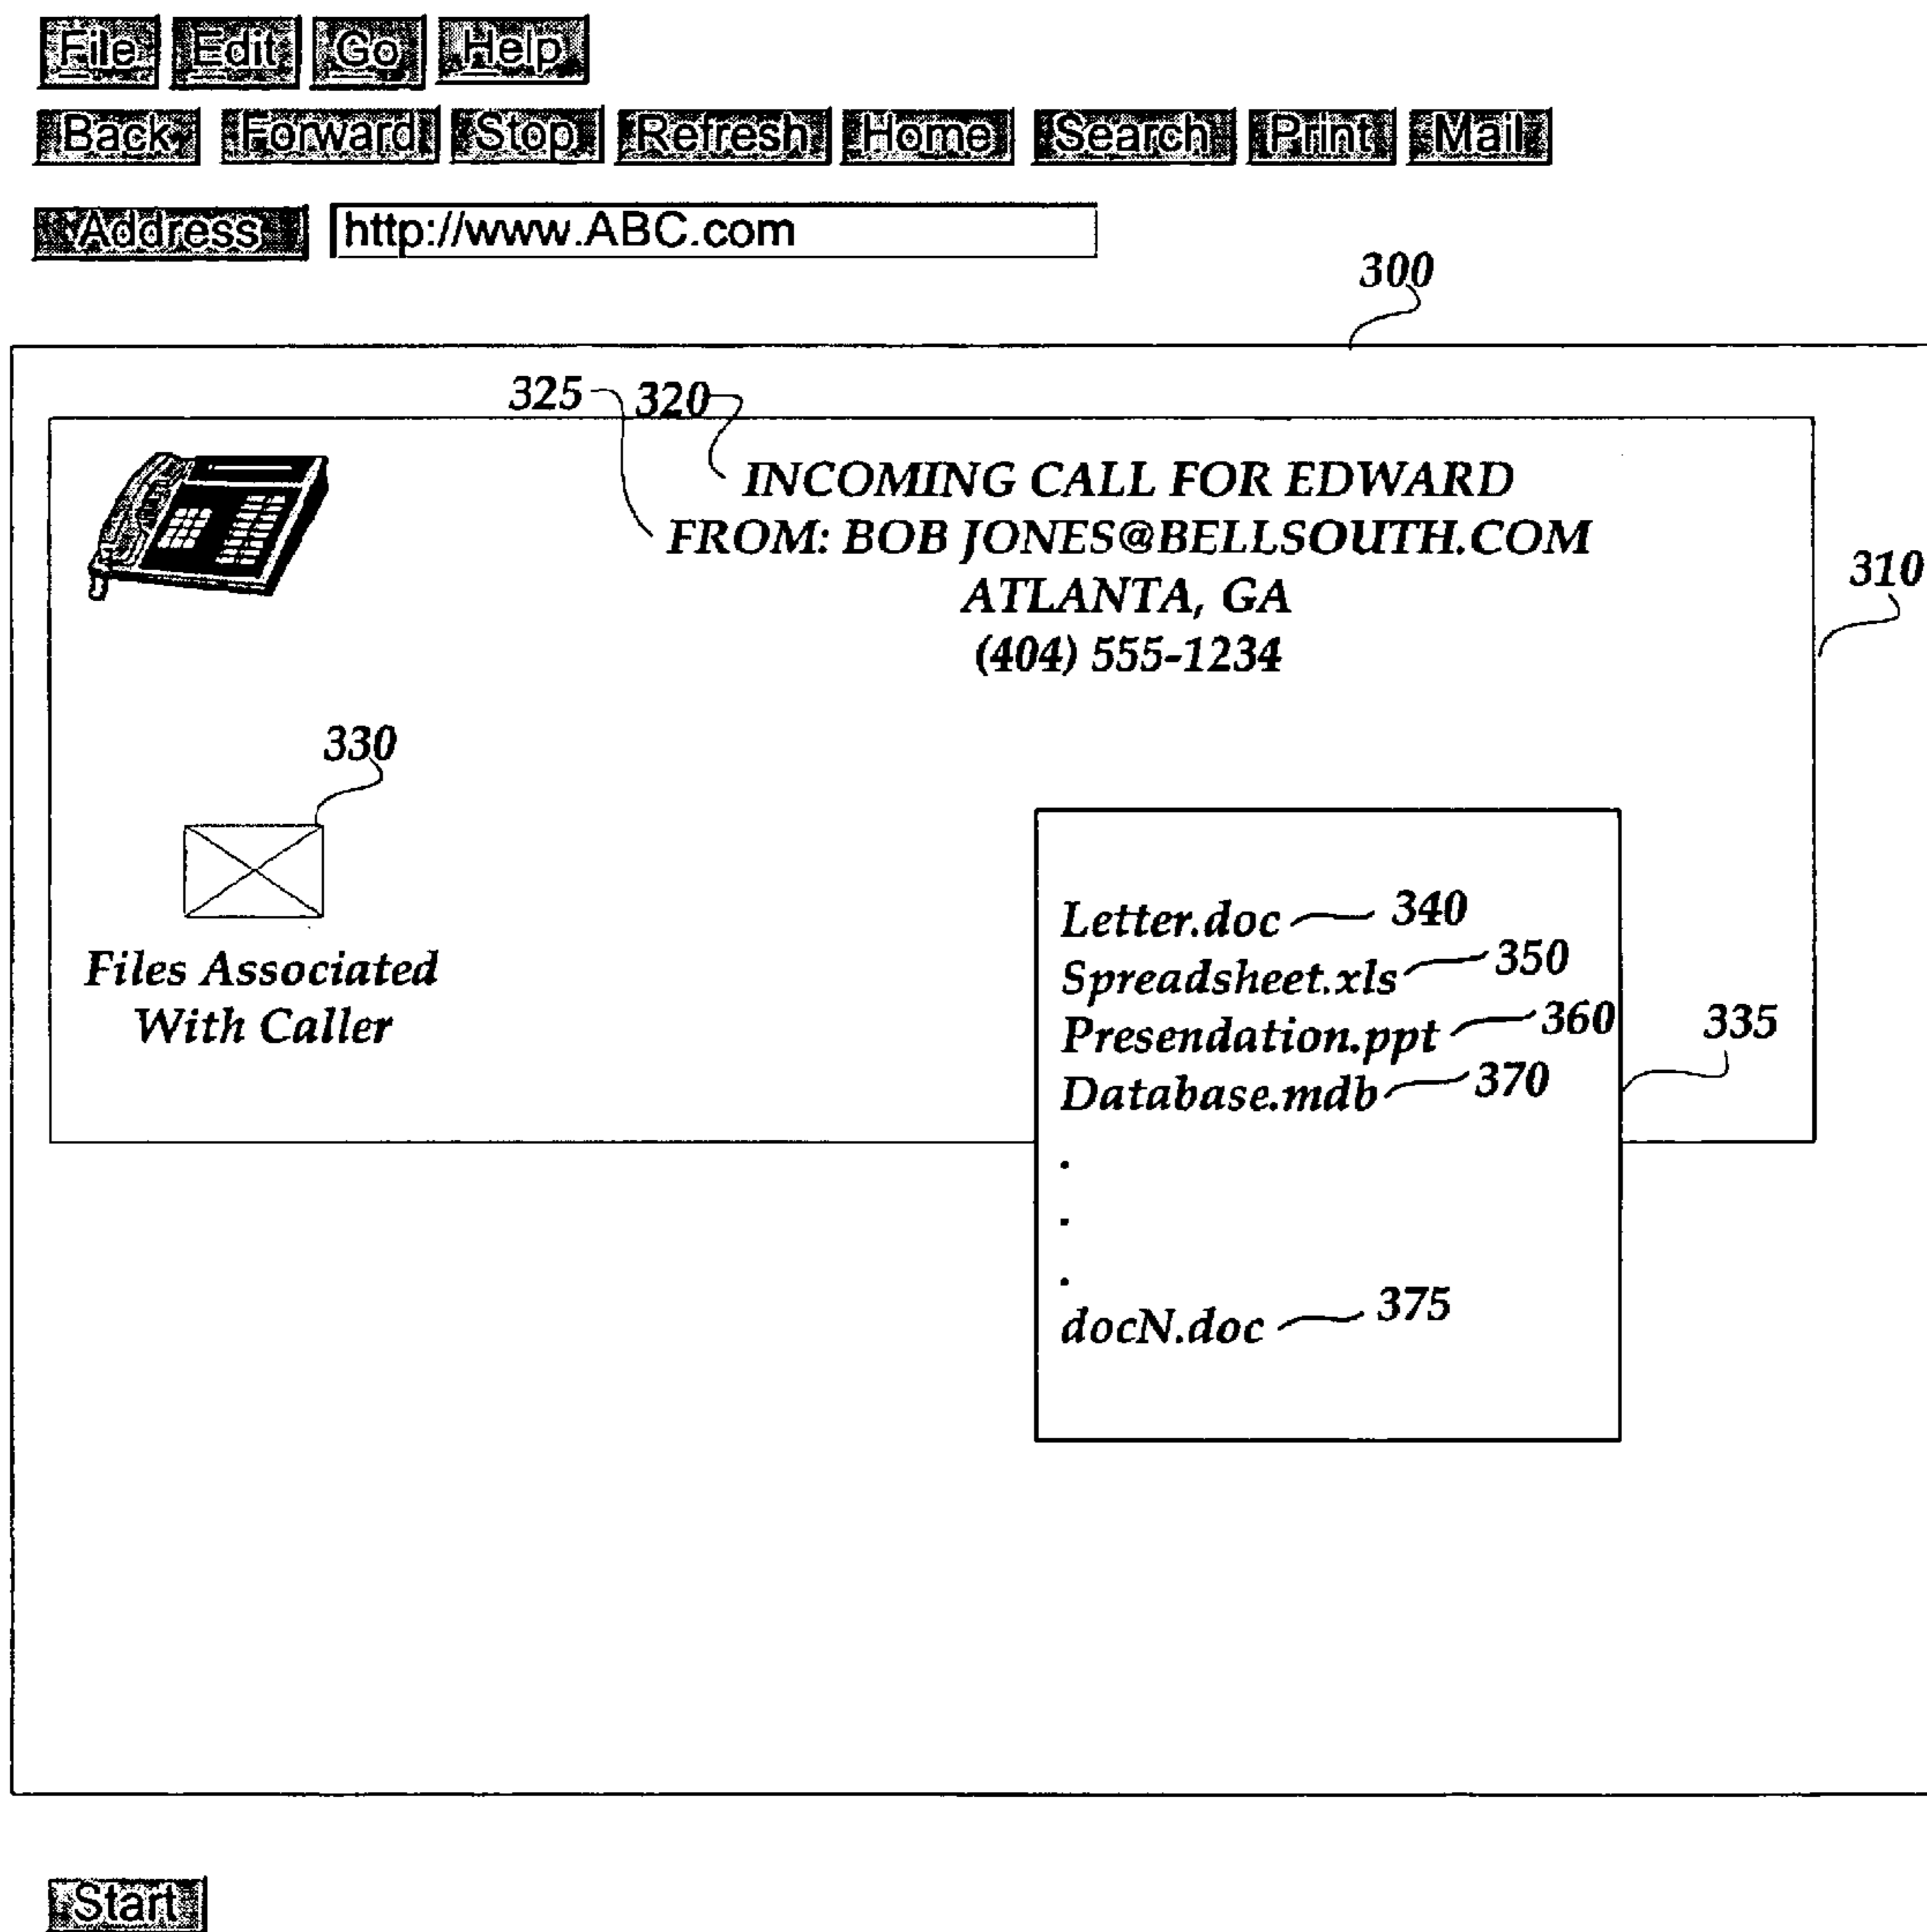 File Edit Go Help
Back Forward Stop Refresh Home Search Print Mail
Address http://www.ABC.com
300
325 320
INCOMING CALL FOR EDWARD
FROM: BOB JONES@BELLSOUTH.COM
ATLANTA, GA
(404) 555-1234
310
330
Files Associated
With Caller
Letter.doc 340
Spreadsheet.xls 350
Presendation.ppt 360
Database.mdb 370
335
.
.
.
docN.doc 375
Start